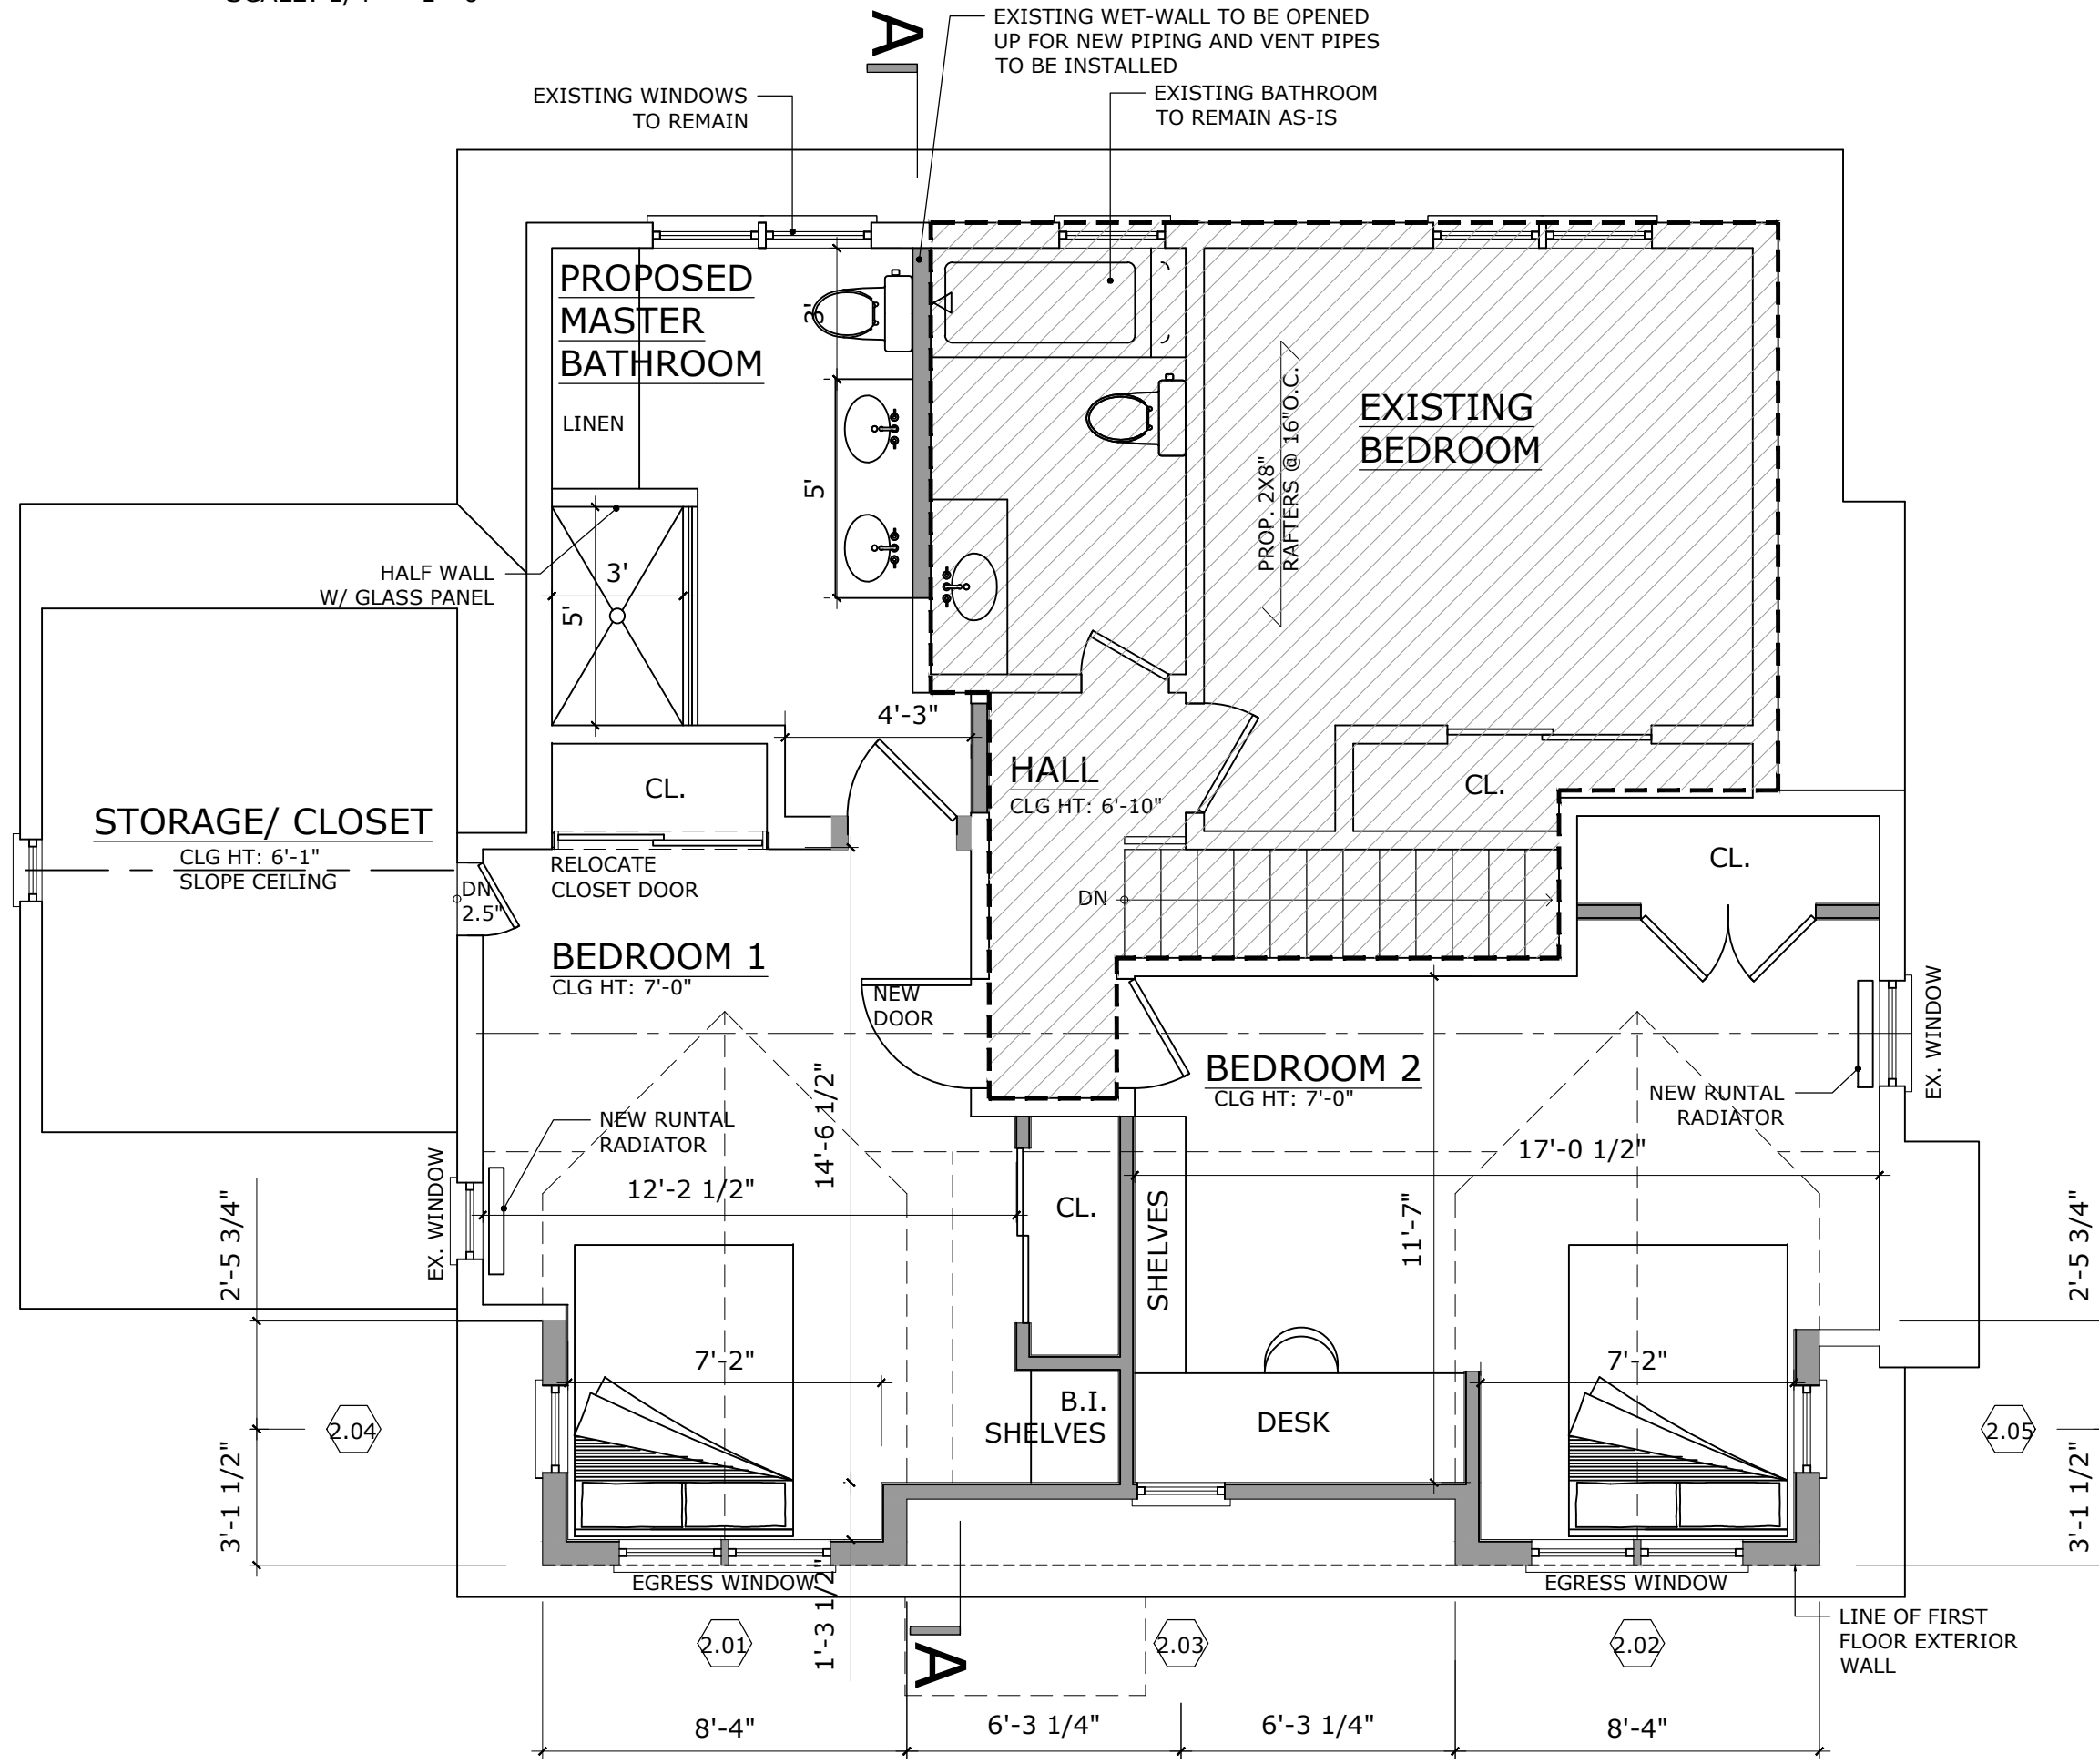 EXISTING WET-WALL TO BE OPENED
UP FOR NEW PIPING AND VENT PIPES
TO BE INSTALLED
A
EXISTING WINDOWS
TO REMAIN
EXISTING BATHROOM
TO REMAIN AS-IS
PROPOSED
MASTER
BATHROOM
3'
LINEN
5'
PROP. 2X8"
RAFTERS @ 16"O.C.
EXISTING
BEDROOM
HALF WALL
W/ GLASS PANEL
3'
5'
4'-3"
HALL
CLG HT: 6'-10"
CL.
CL.
CL.
STORAGE/ CLOSET
CLG HT: 6'-1"
SLOPE CEILING
RELOCATE
CLOSET DOOR
DN
2.5"
DN
BEDROOM 1
CLG HT: 7'-0"
NEW
DOOR
BEDROOM 2
CLG HT: 7'-0"
EX. WINDOW
NEW RUNTAL
RADIATOR
NEW RUNTAL
RADIATOR
14'-6 1/2"
17'-0 1/2"
12'-2 1/2"
EX. WINDOW
CL.
SHELVES
11'-7"
2'-5 3/4"
2'-5 3/4"
7'-2"
7'-2"
B.I.
SHELVES
DESK
2.04
2.05
3'-1 1/2"
3'-1 1/2"
EGRESS WINDOW
EGRESS WINDOW
1'-3 1/2"
LINE OF FIRST
FLOOR EXTERIOR
WALL
2.01
A
2.03
2.02
8'-4"
6'-3 1/4"
6'-3 1/4"
8'-4"